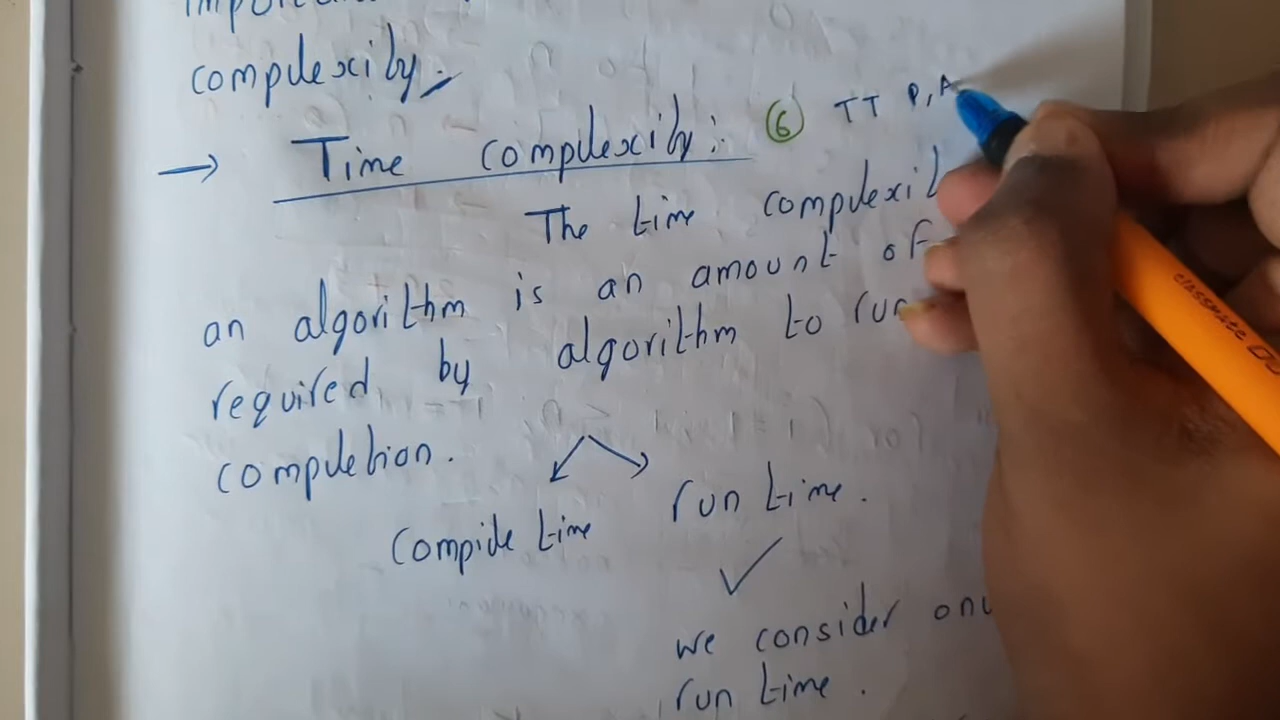 complexity.
→ Time complexity: ⑥ TT P, A
The time complexi
an algorithm is an amount of
required by algorithm to run
completion.
compile time run time.
✓
we consider on
run time.
classmate